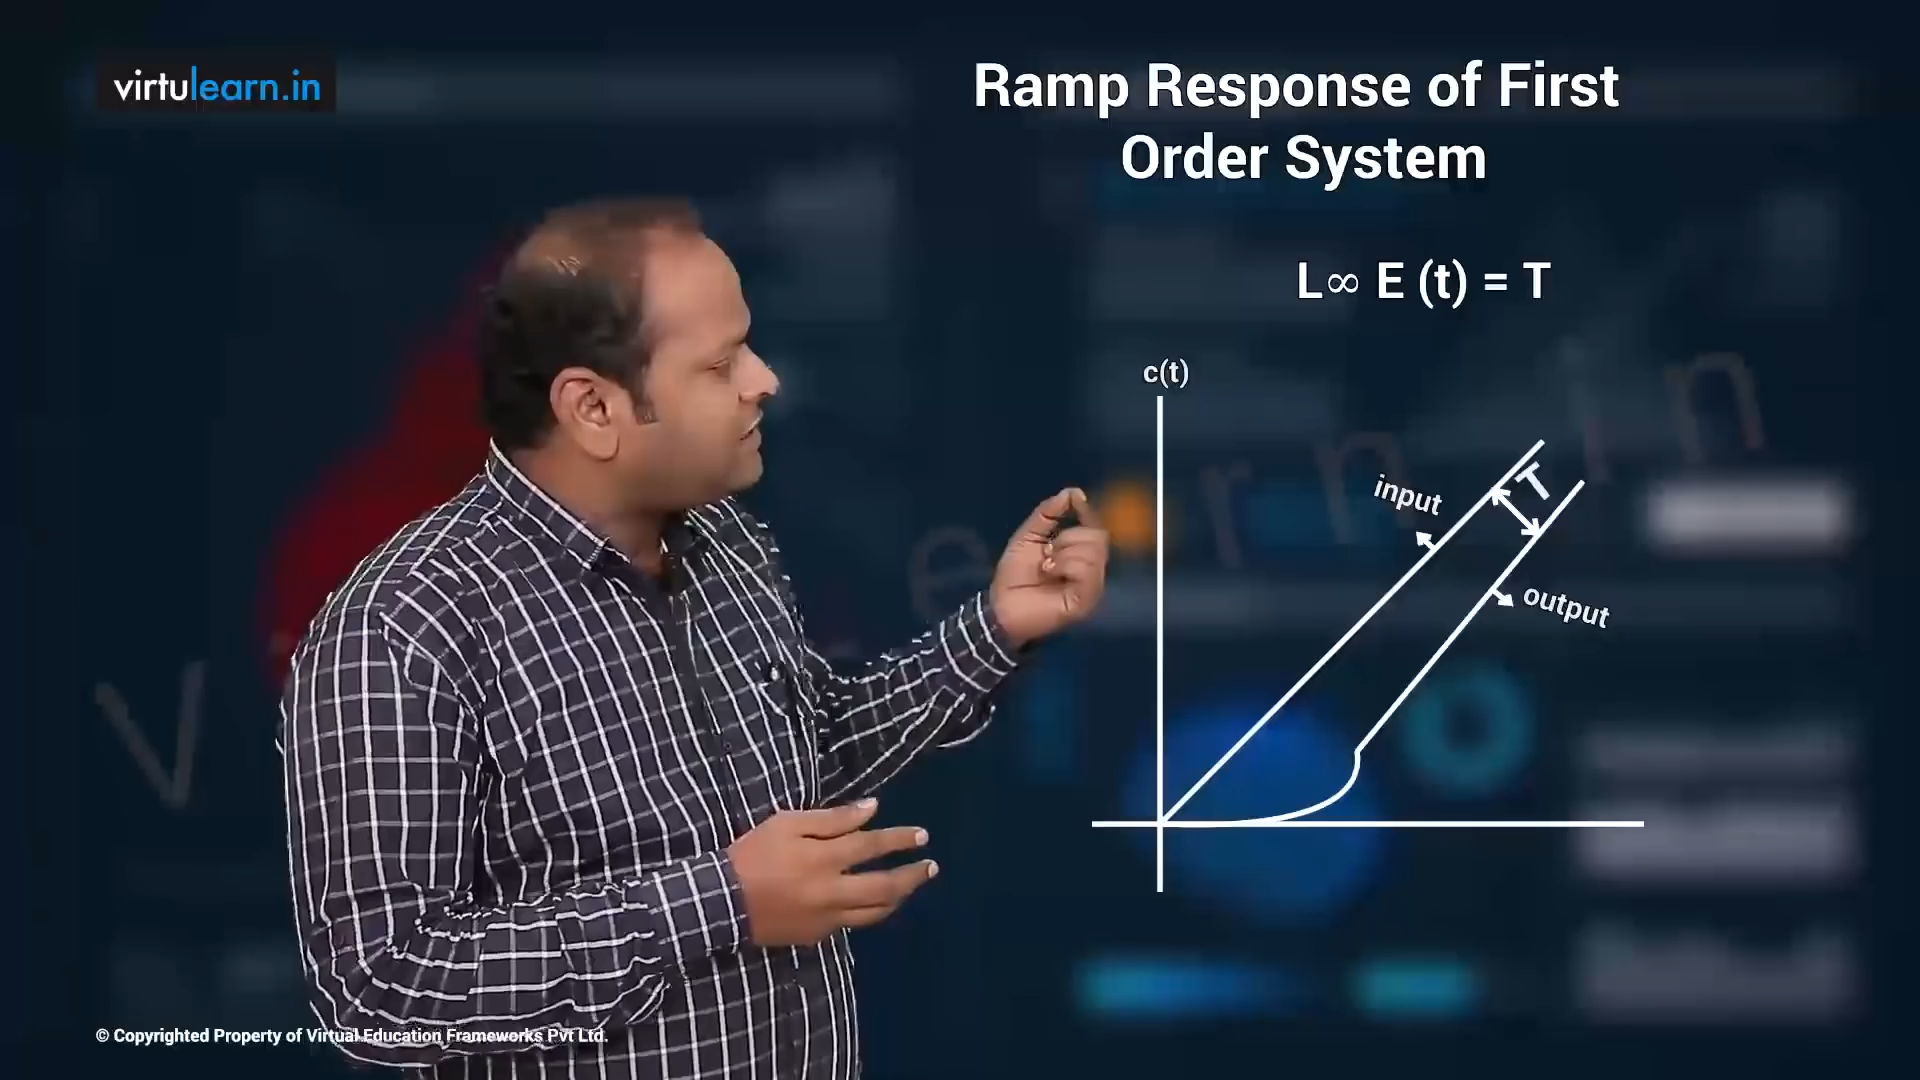 virtulearn.in
Ramp Response of First
Order System
L∞ E (t) = T
c(t)
input
T
output
v e r n i n
© Copyrighted Property of Virtual Education Frameworks Pvt Ltd.